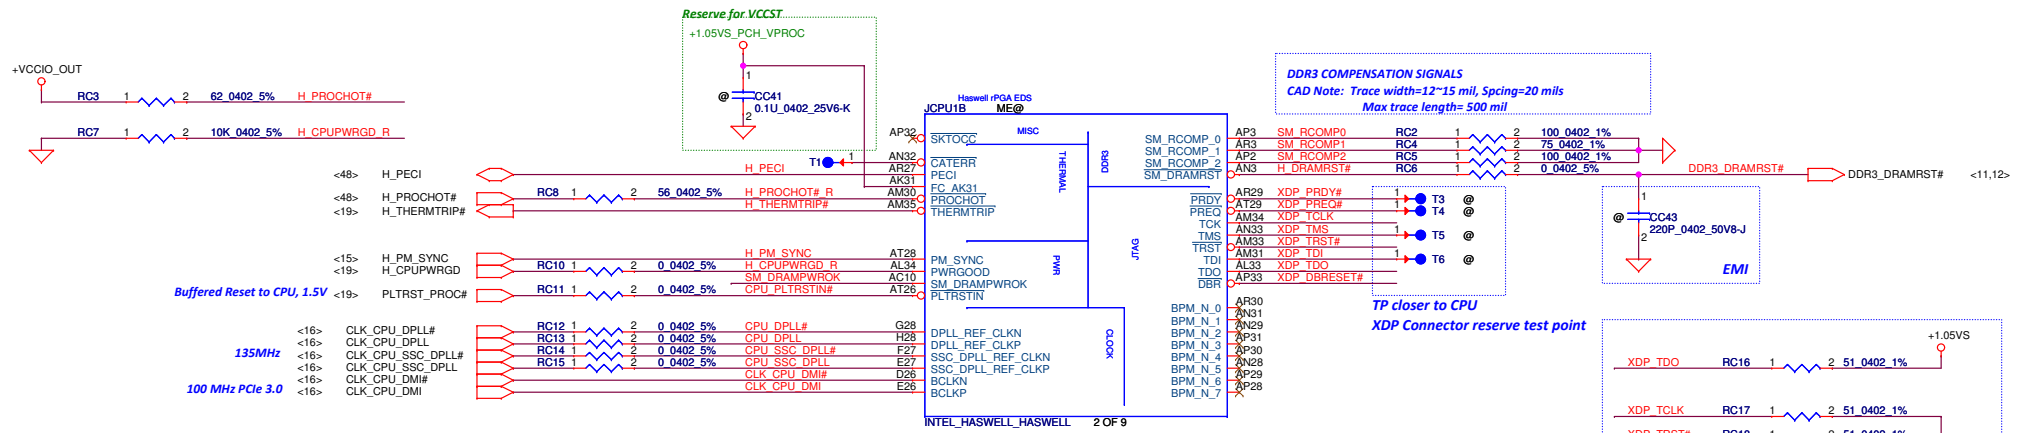 Reserve for VCCST
+1.05VS_PCH_VPROC
+VCCIO_OUT
RC3 1 2 62_0402_5% H_PROCHOT#
RC7 1 2 10K_0402_5% H_CPUPWRGD_R
1
@ CC41
0.1U_0402_25V6-K
2
DDR3 COMPENSATION SIGNALS
CAD Note: Trace width=12~15 mil, Spcing=20 mils
Max trace length= 500 mil
Haswell rPGA EDS
JCPU1B ME@
MISC
THERMAL
PWR
CLOCK
DDR3
JTAG
AP32 SKTOCC
T1 1 AN32 CATERR
<48> H_PECI H_PECI AR27 PECI
AK31 FC_AK31
<48> H_PROCHOT# RC8 1 2 56_0402_5% H_PROCHOT#_R AM30 PROCHOT
<19> H_THERMTRIP# H_THERMTRIP# AM35 THERMTRIP
<15> H_PM_SYNC H_PM_SYNC AT28 PM_SYNC
<19> H_CPUPWRGD RC10 1 2 0_0402_5% H_CPUPWRGD_R AL34 PWRGOOD
SM_DRAMPWROK AC10 SM_DRAMPWROK
Buffered Reset to CPU, 1.5V <19> PLTRST_PROC# RC11 1 2 0_0402_5% CPU_PLTRSTIN# AT26 PLTRSTIN
<16> CLK_CPU_DPLL# RC12 1 2 0_0402_5% CPU_DPLL# G28 DPLL_REF_CLKN
<16> CLK_CPU_DPLL RC13 1 2 0_0402_5% CPU_DPLL H28 DPLL_REF_CLKP
135MHz <16> CLK_CPU_SSC_DPLL# RC14 1 2 0_0402_5% CPU_SSC_DPLL# F27 SSC_DPLL_REF_CLKN
<16> CLK_CPU_SSC_DPLL RC15 1 2 0_0402_5% CPU_SSC_DPLL E27 SSC_DPLL_REF_CLKP
<16> CLK_CPU_DMI# CLK_CPU_DMI# D26 BCLKN
100 MHz PCIe 3.0 <16> CLK_CPU_DMI CLK_CPU_DMI E26 BCLKP
INTEL_HASWELL_HASWELL 2 OF 9
SM_RCOMP_0 AP3 SM_RCOMP0 RC2 1 2 100_0402_1%
SM_RCOMP_1 AR3 SM_RCOMP1 RC4 1 2 75_0402_1%
SM_RCOMP_2 AP2 SM_RCOMP2 RC5 1 2 100_0402_1%
SM_DRAMRST AN3 H_DRAMRST# RC6 1 2 0_0402_5% DDR3_DRAMRST# DDR3_DRAMRST# <11,12>
PRDY AR29 XDP_PRDY# 1 T3 @
PREQ AT29 XDP_PREQ# 1 T4 @
TCK AM34 XDP_TCLK
TMS AN33 XDP_TMS 1 T5 @
TRST AM33 XDP_TRST#
TDI AM31 XDP_TDI 1 T6 @
TDO AL33 XDP_TDO
DBR AP33 XDP_DBRESET#
BPM_N_0 AR30
BPM_N_1 AN31
BPM_N_2 AN29
BPM_N_3 AP31
BPM_N_4 AP30
BPM_N_5 AN28
BPM_N_6 AP29
BPM_N_7 AP28
1
@ CC43
220P_0402_50V8-J
2
EMI
TP closer to CPU
XDP Connector reserve test point
+1.05VS
XDP_TDO RC16 1 2 51_0402_1%
XDP_TCLK RC17 1 2 51_0402_1%